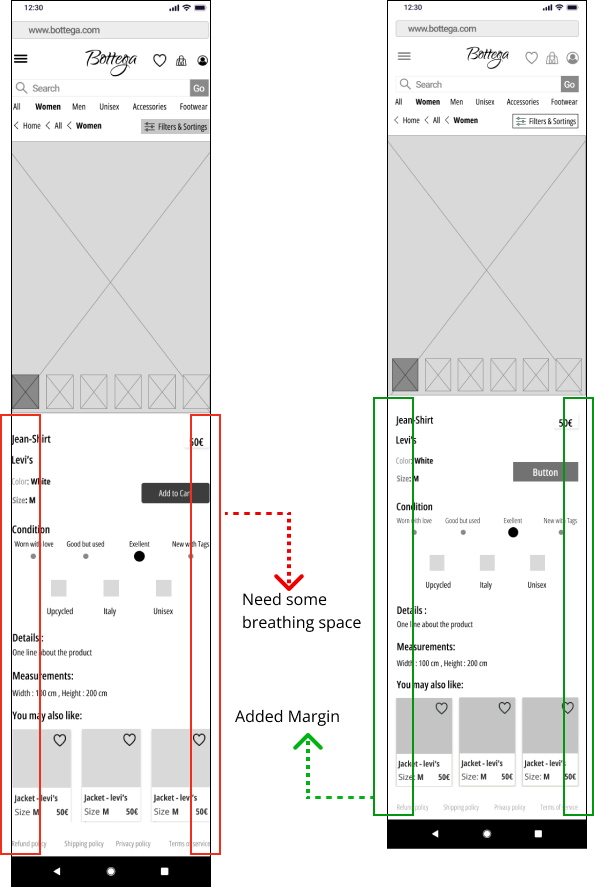 12:30
www.bottega.com
Bottega
Search Go
All Women Men Unisex Accessories Footwear
Home All Women Filters & Sortings
Jean-Shirt 50€
Levi's
Color: White
Size: M Add to Cart
Condition
Worn with love Good but used Exellent New with Tags
Upcycled Italy Unisex
Details :
One line about the product
Measurements:
Width : 100 cm , Height : 200 cm
You may also like:
Jacket - levi's Jacket - levi's Jacket - levi's
Size M 50€ Size M 50€ Size M 50€
Refund policy Shipping policy Privacy policy Terms of service
Need some
breathing space
Added Margin
12:30
www.bottega.com
Bottega
Search Go
All Women Men Unisex Accessories Footwear
Home All Women Filters & Sortings
Jean-Shirt 50€
Levi's
Color: White
Size: M Button
Condition
Worn with love Good but used Exellent New with Tags
Upcycled Italy Unisex
Details :
One line about the product
Measurements:
Width : 100 cm , Height : 200 cm
You may also like:
Jacket - levi's Jacket - levi's Jacket - levi's
Size: M 50€ Size: M 50€ Size: M 50€
Refund policy Shipping policy Privacy policy Terms of service